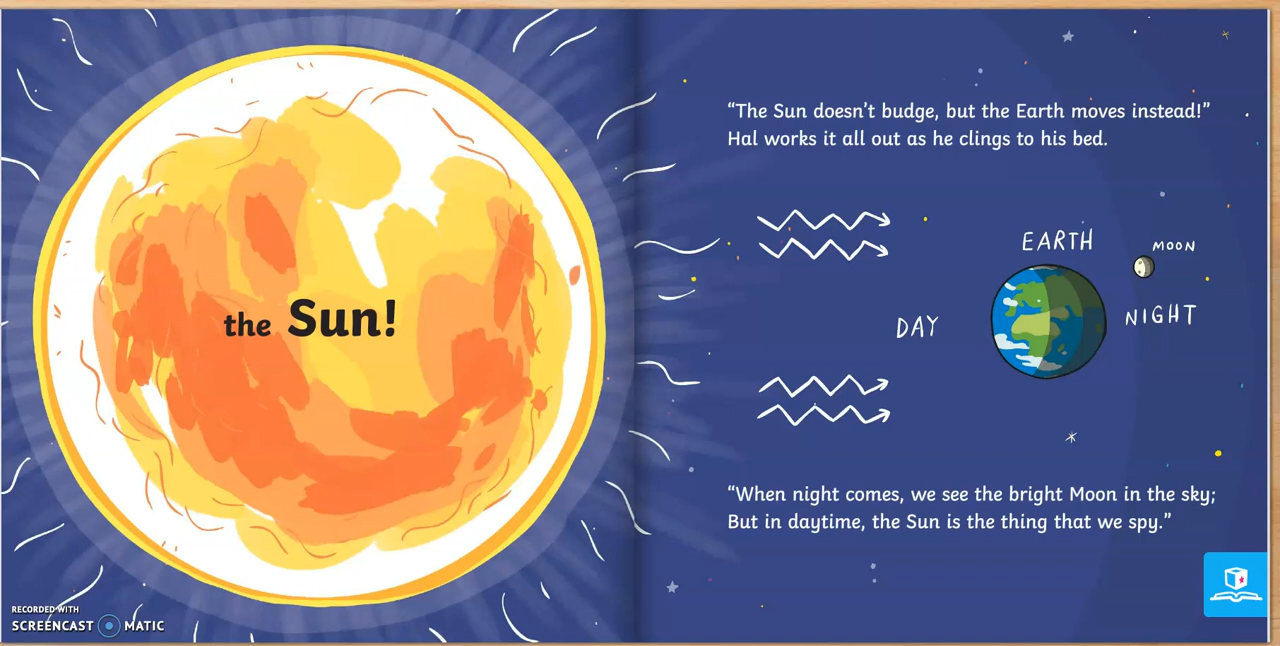 the Sun!
“The Sun doesn’t budge, but the Earth moves instead!”
Hal works it all out as he clings to his bed.
EARTH
MOON
DAY
NIGHT
“When night comes, we see the bright Moon in the sky;
But in daytime, the Sun is the thing that we spy.”
RECORDED WITH
SCREENCAST MATIC